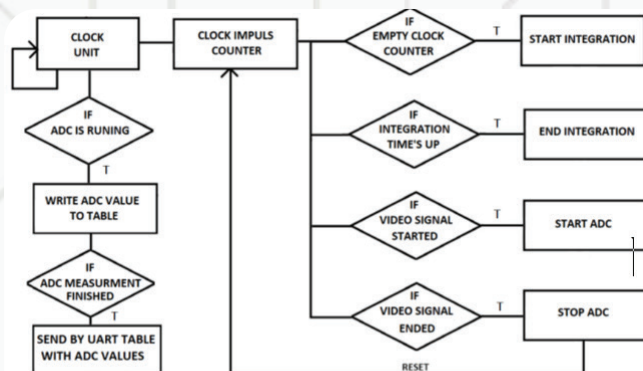 CLOCK
UNIT
CLOCK IMPULS
COUNTER
IF
EMPTY CLOCK
COUNTER
T
START INTEGRATION
IF
ADC IS RUNING
T
IF
INTEGRATION
TIME'S UP
T
END INTEGRATION
WRITE ADC VALUE
TO TABLE
IF
VIDEO SIGNAL
STARTED
T
START ADC
IF
ADC MEASURMENT
FINISHED
T
IF
VIDEO SIGNAL
ENDED
T
STOP ADC
SEND BY UART TABLE
WITH ADC VALUES
RESET